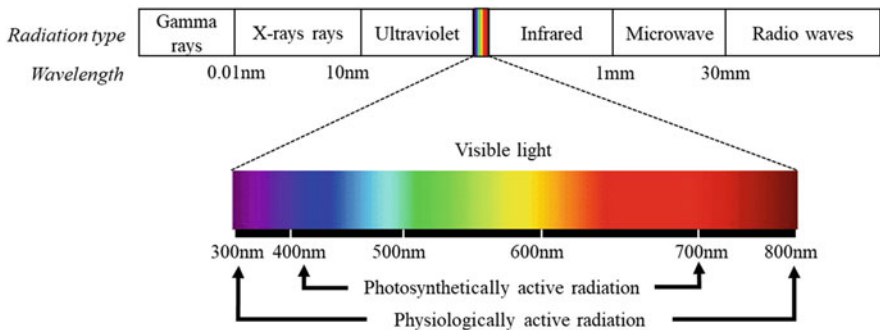 Radiation type Gamma rays X-rays rays Ultraviolet Infrared Microwave Radio waves
Wavelength 0.01nm 10nm 1mm 30mm
Visible light
300nm 400nm 500nm 600nm 700nm 800nm
Photosynthetically active radiation
Physiologically active radiation